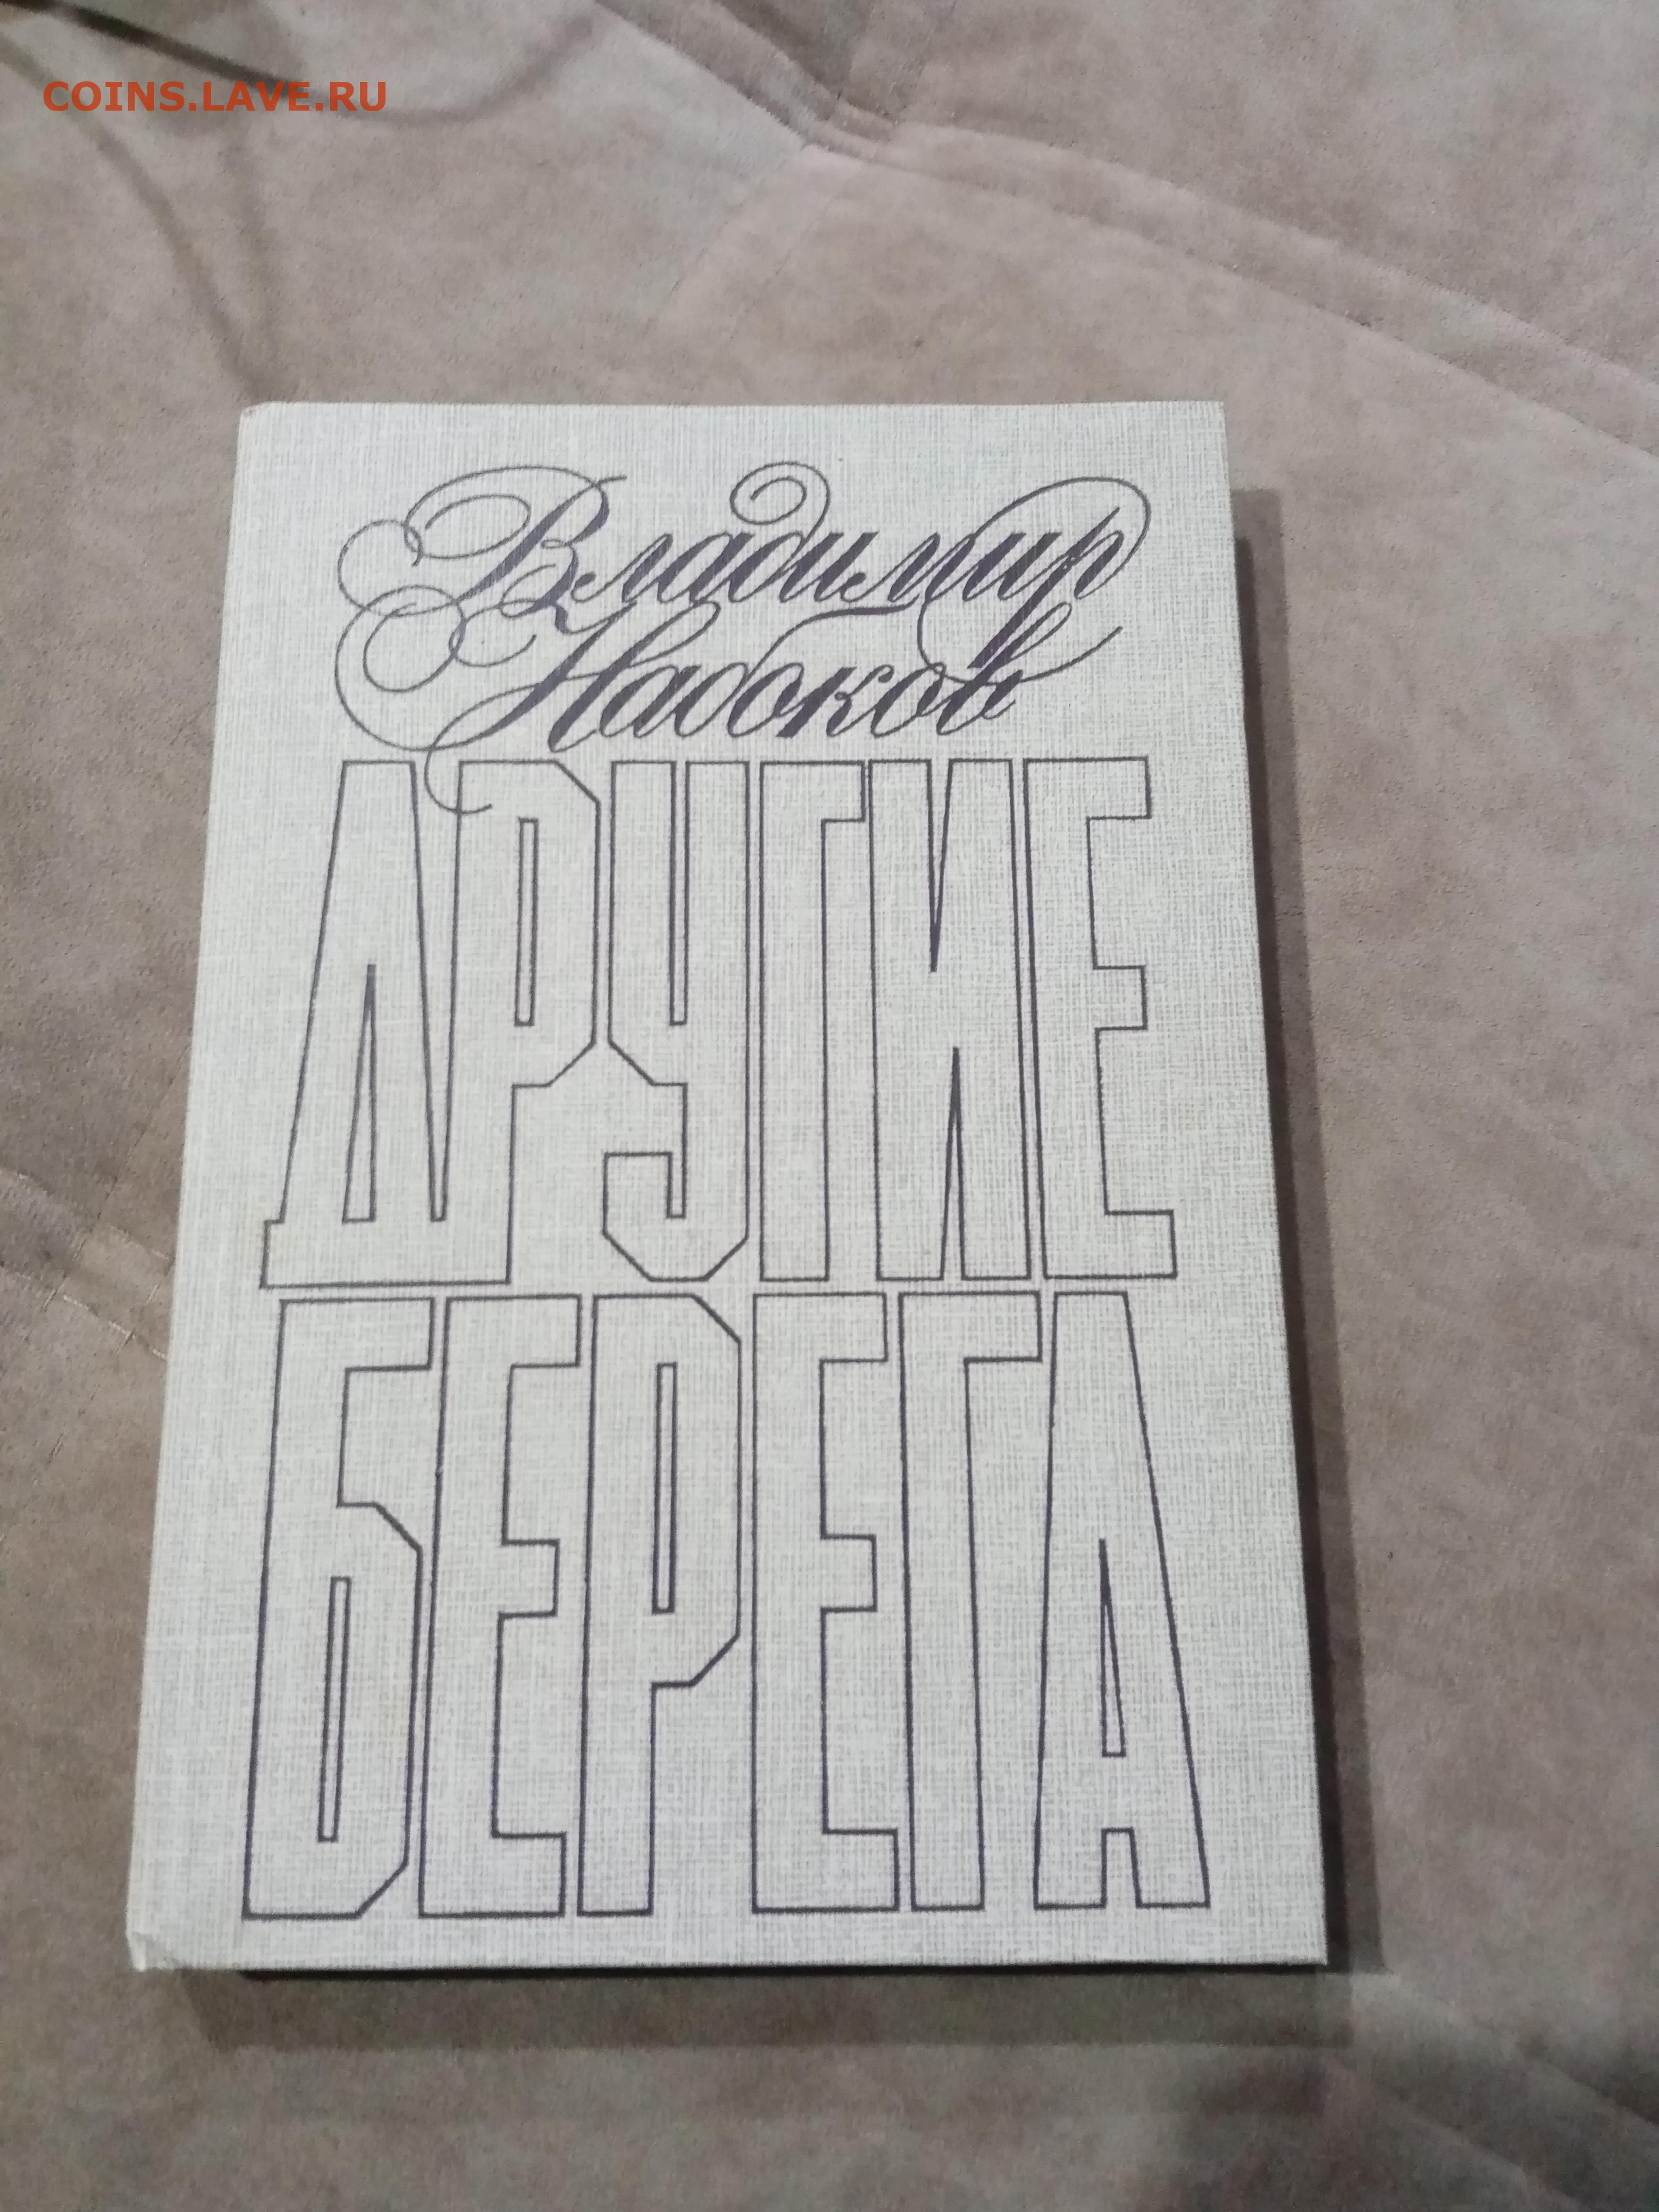 COINS.LAVE.RU
Владимир
Набоков
ДРУГИЕ
БЕРЕГА